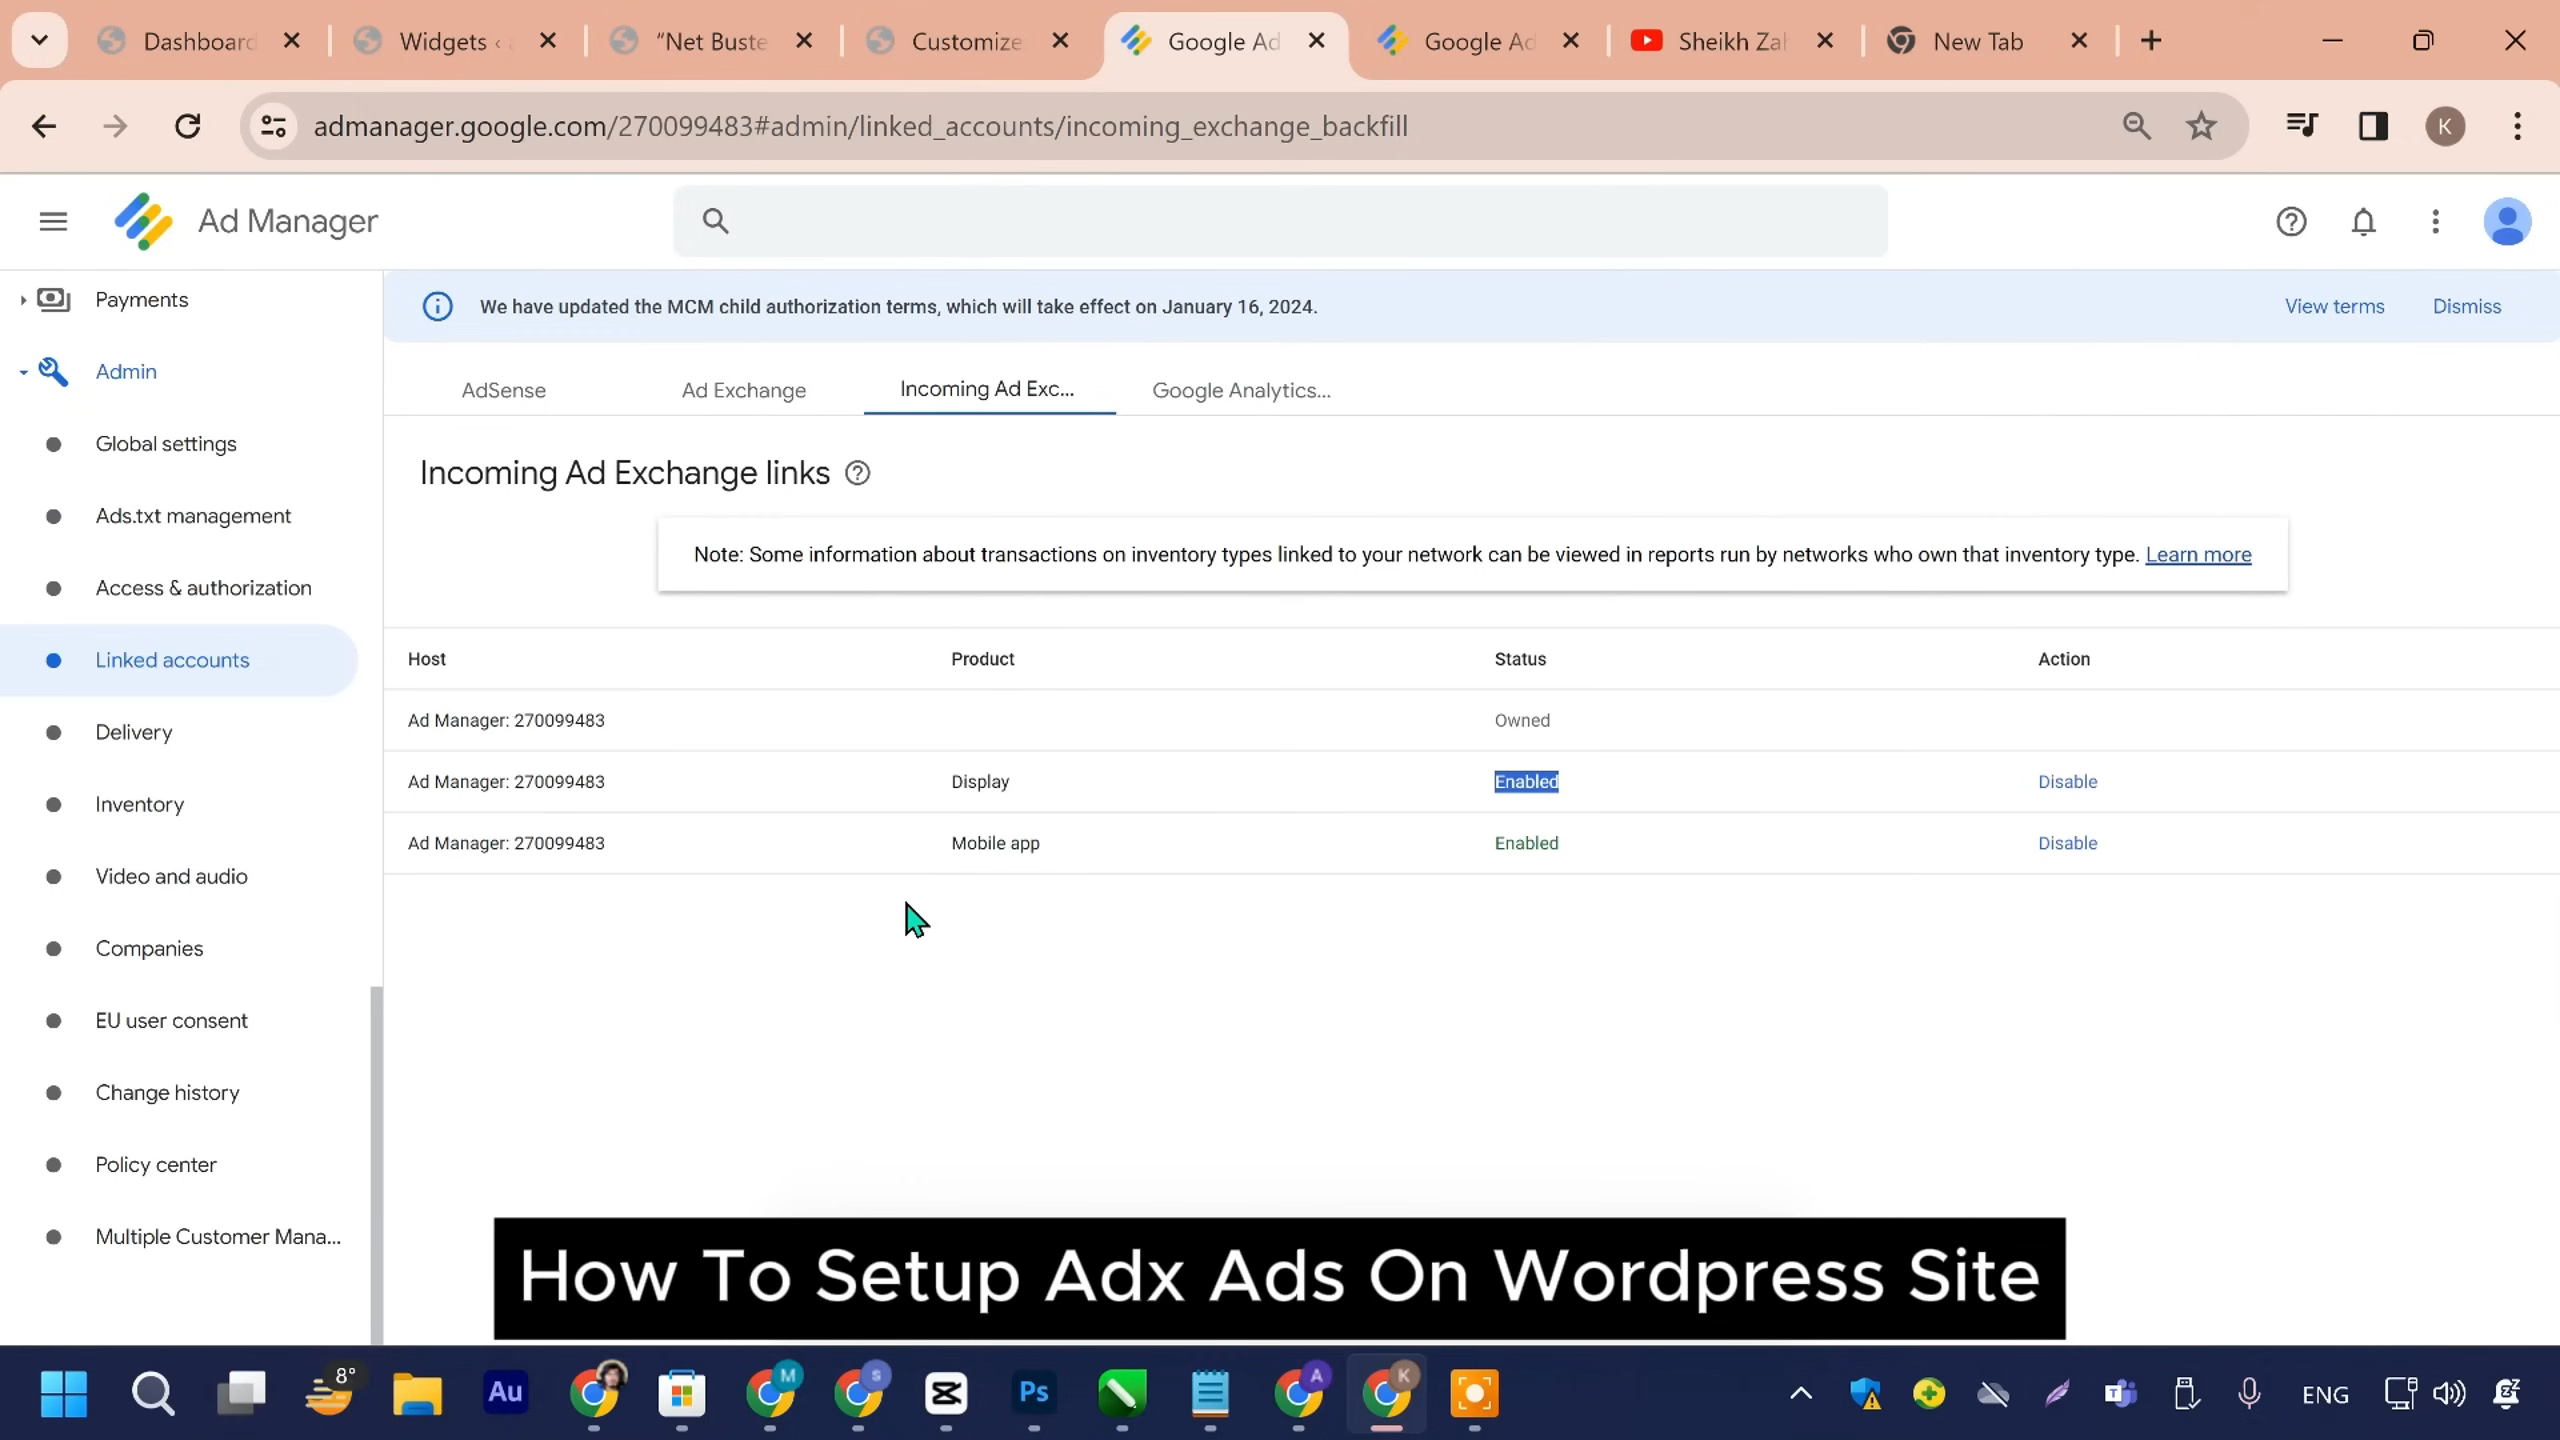 Dashboard
Widgets ‹ a
"Net Buste
Customize
Google Ad
Google Ad
Sheikh Zah
New Tab
admanager.google.com/270099483#admin/linked_accounts/incoming_exchange_backfill
K
Ad Manager
Payments
We have updated the MCM child authorization terms, which will take effect on January 16, 2024.
View terms
Dismiss
Admin
AdSense
Ad Exchange
Incoming Ad Exc...
Google Analytics...
Global settings
Incoming Ad Exchange links
Ads.txt management
Note: Some information about transactions on inventory types linked to your network can be viewed in reports run by networks who own that inventory type. Learn more
Access & authorization
Linked accounts
Host Product Status Action
Ad Manager: 270099483 Owned
Delivery
Ad Manager: 270099483 Display Enabled Disable
Inventory
Ad Manager: 270099483 Mobile app Enabled Disable
Video and audio
Companies
EU user consent
Change history
Policy center
Multiple Customer Mana...
How To Setup Adx Ads On Wordpress Site
8°
Au
M
S
Ps
A
K
ENG